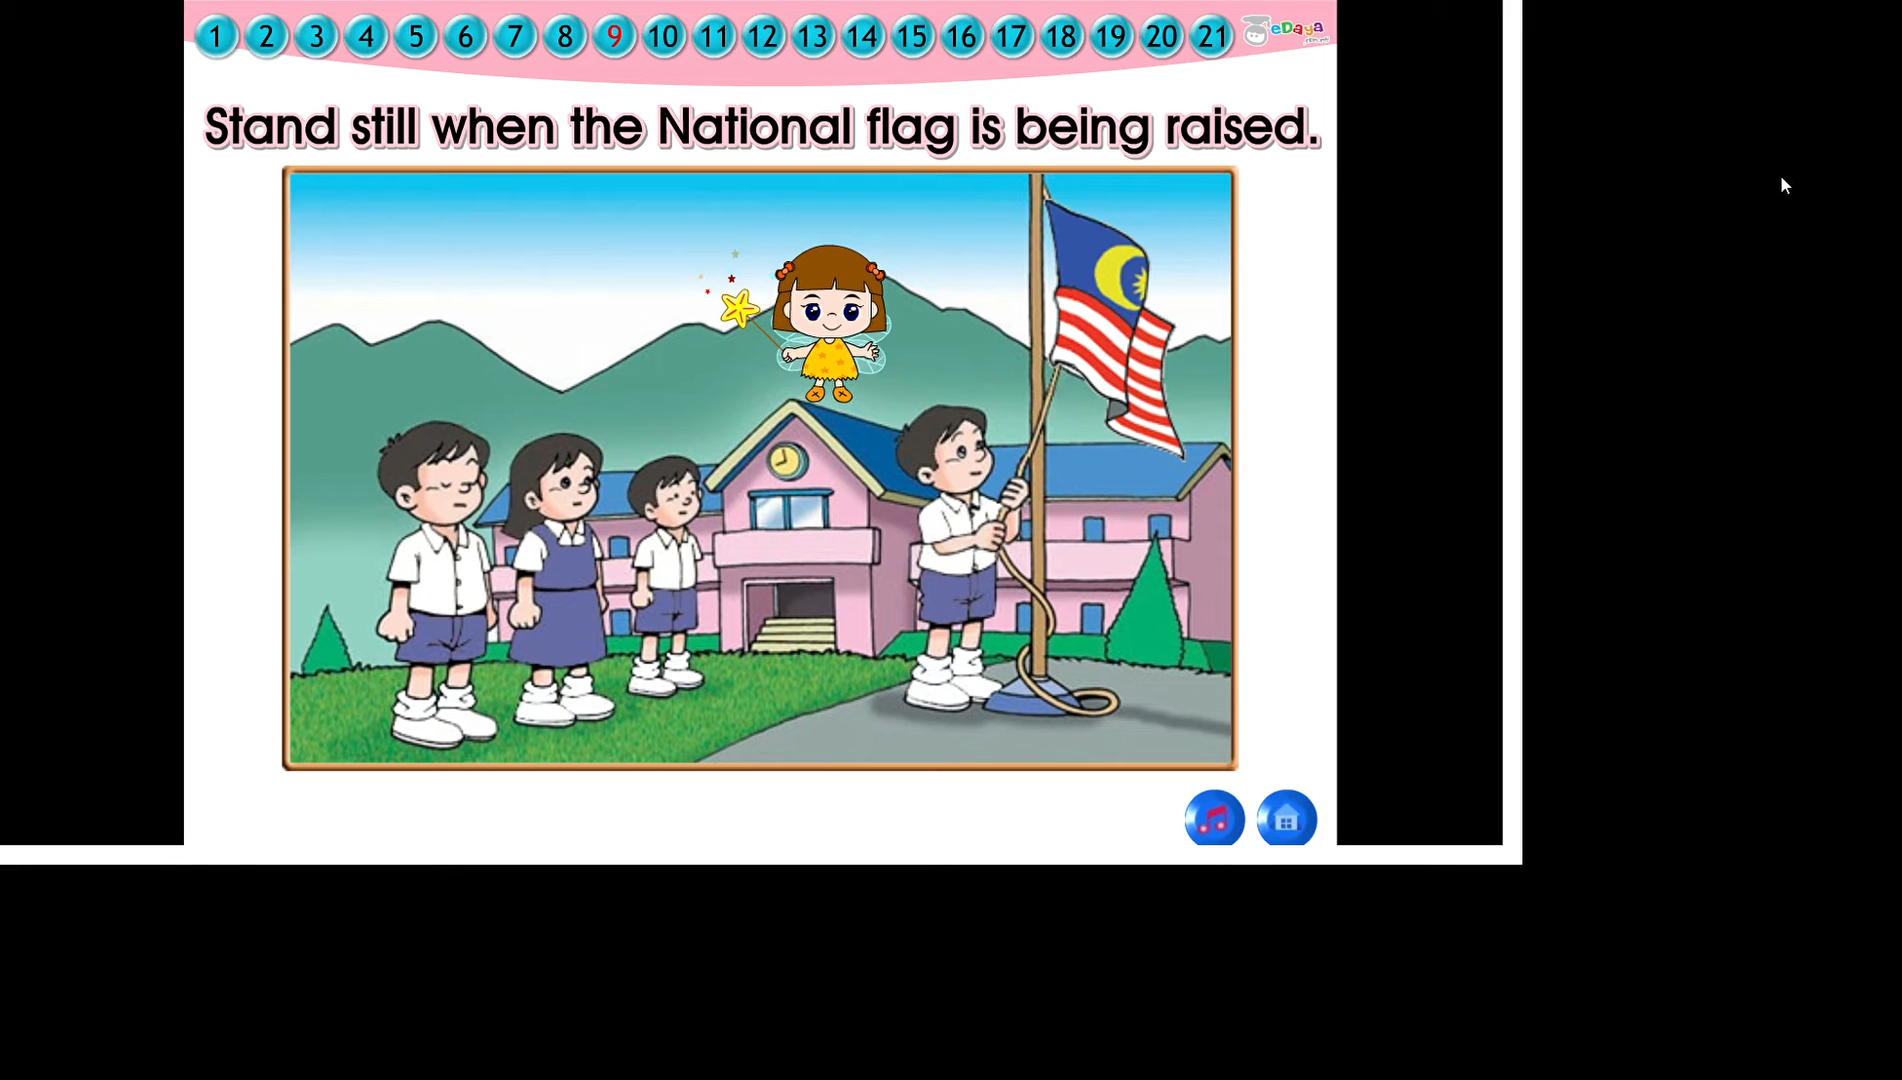 1 2 3 4 5 6 7 8 9 10 11 12 13 14 15 16 17 18 19 20 21 eDaya
Stand still when the National flag is being raised.